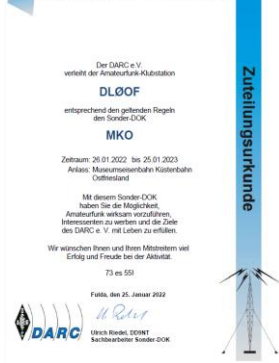 Zuteilungsurkunde
Der DARC e.V.
verleiht der Amateurfunk-Klubstation
DLØOF
entsprechend den geltenden Regeln
den Sonder-DOK
MKO
Zeitraum: 26.01.2022 bis 25.01.2023
Anlass: Museumseisenbahn Küstenbahn
Ostfriesland
Mit diesem Sonder-DOK
haben Sie die Möglichkeit,
Amateurfunk wirksam vorzuführen,
Interessenten zu werben und die Ziele
des DARC e. V. mit Leben zu erfüllen.
Wir wünschen Ihnen und Ihren Mitstreitern viel
Erfolg und Freude bei der Aktivität.
73 es 55!
Fulda, den 25. Januar 2022
DARC
Ulrich Riedel, DD9NT
Sachbearbeiter Sonder-DOK